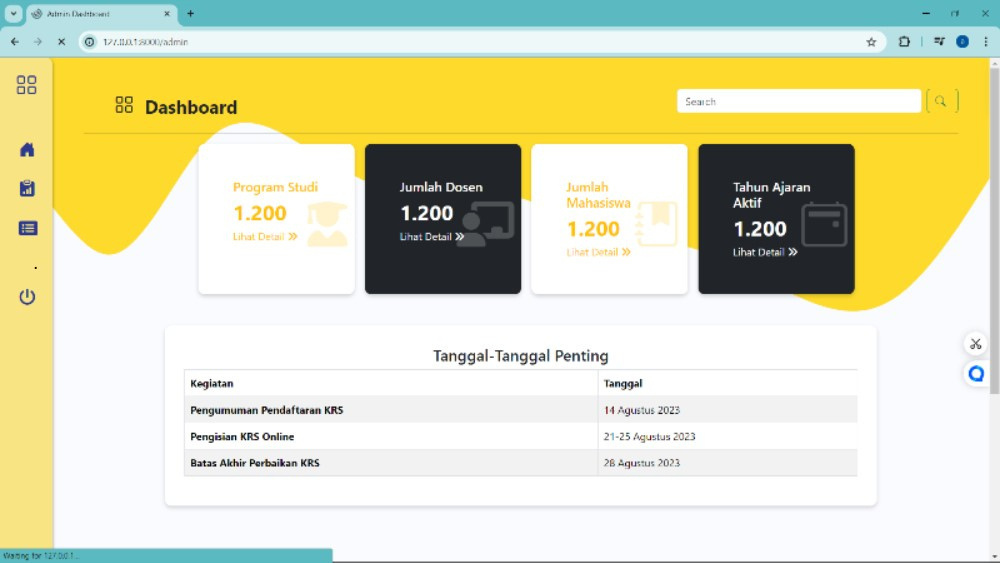 Admin Dashboard
127.0.0.1:8000/admin
Dashboard
Search
Program Studi
1.200
Lihat Detail
Jumlah Dosen
1.200
Lihat Detail
Jumlah
Mahasiswa
1.200
Lihat Detail
Tahun Ajaran
Aktif
1.200
Lihat Detail
Tanggal-Tanggal Penting
Kegiatan Tanggal
Pengumuman Pendaftaran KRS 14 Agustus 2023
Pengisian KRS Online 21-25 Agustus 2023
Batas Akhir Perbaikan KRS 28 Agustus 2023
Waiting for 127.0.0.1...